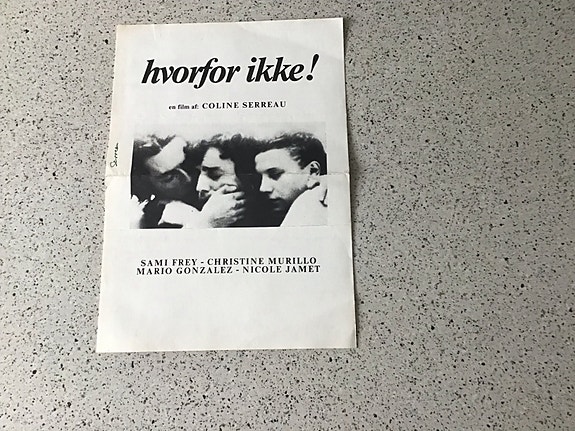 hvorfor ikke!
en film af: COLINE SERREAU
SAMI FREY - CHRISTINE MURILLO
MARIO GONZALEZ - NICOLE JAMET